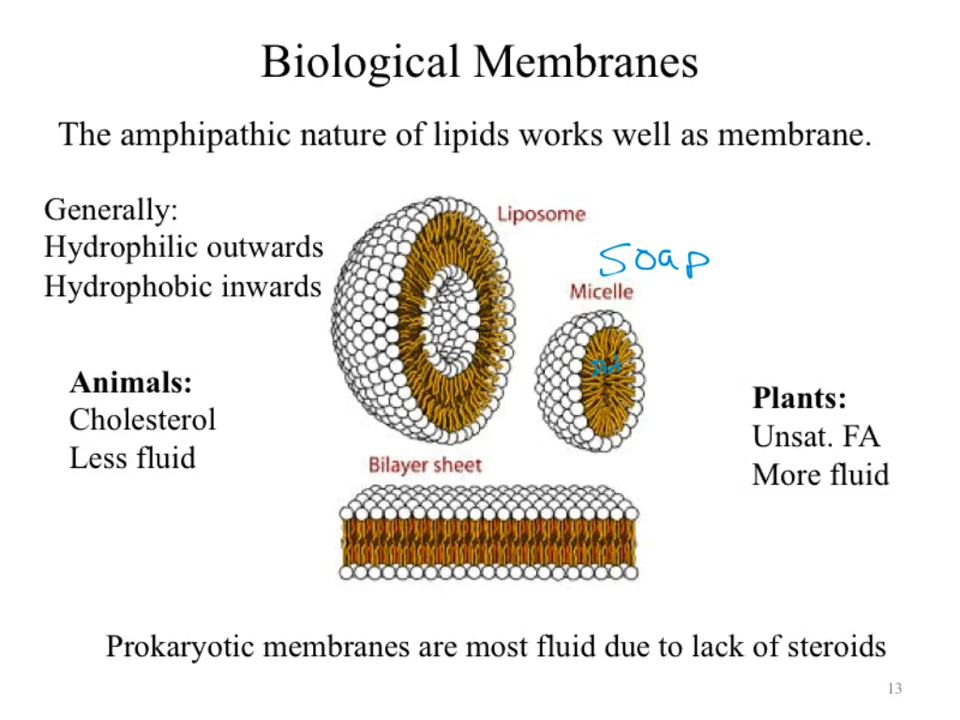 Biological Membranes
The amphipathic nature of lipids works well as membrane.
Generally:
Hydrophilic outwards
Hydrophobic inwards
Liposome
Soap
Micelle
Animals:
Cholesterol
Less fluid
Plants:
Unsat. FA
More fluid
Bilayer sheet
Prokaryotic membranes are most fluid due to lack of steroids
13